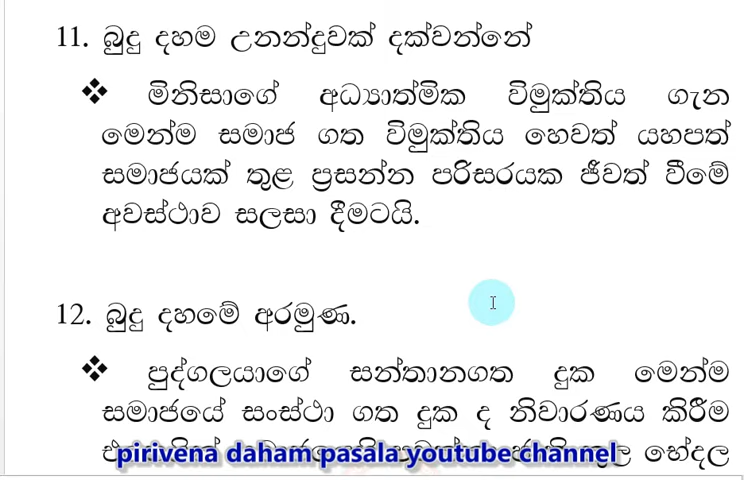 11. බුදු දහම උනන්දුවක් දක්වන්නේ
❖ මිනිසාගේ අධ්‍යාත්මික විමුක්තිය ගැන
මෙන්ම සමාජ ගත විමුක්තිය හෙවත් යහපත්
සමාජයක් තුළ ප්‍රසන්න පරිසරයක ජීවත් වීමේ
අවස්ථාව සලසා දීමටයි.
12. බුදු දහමේ අරමුණ.
❖ පුද්ගලයාගේ සන්තානගත දුක මෙන්ම
සමාජයේ සංස්ථා ගත දුක ද නිවාරණය කිරීම
භේදල
pirivena daham pasala youtube channel